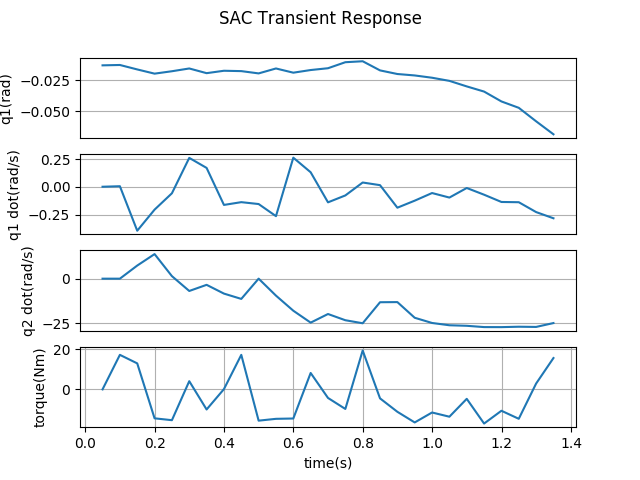 SAC Transient Response
q1(rad)
−0.025
−0.050
q1 dot(rad/s)
0.25
0.00
−0.25
q2 dot(rad/s)
0
−25
torque(Nm)
20
0
0.0 0.2 0.4 0.6 0.8 1.0 1.2 1.4
time(s)